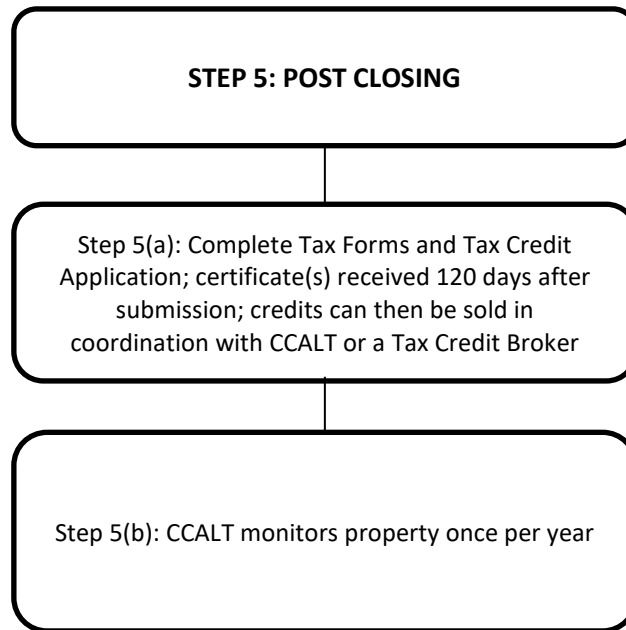 STEP 5: POST CLOSING
Step 5(a): Complete Tax Forms and Tax Credit
Application; certificate(s) received 120 days after
submission; credits can then be sold in
coordination with CCALT or a Tax Credit Broker
Step 5(b): CCALT monitors property once per year